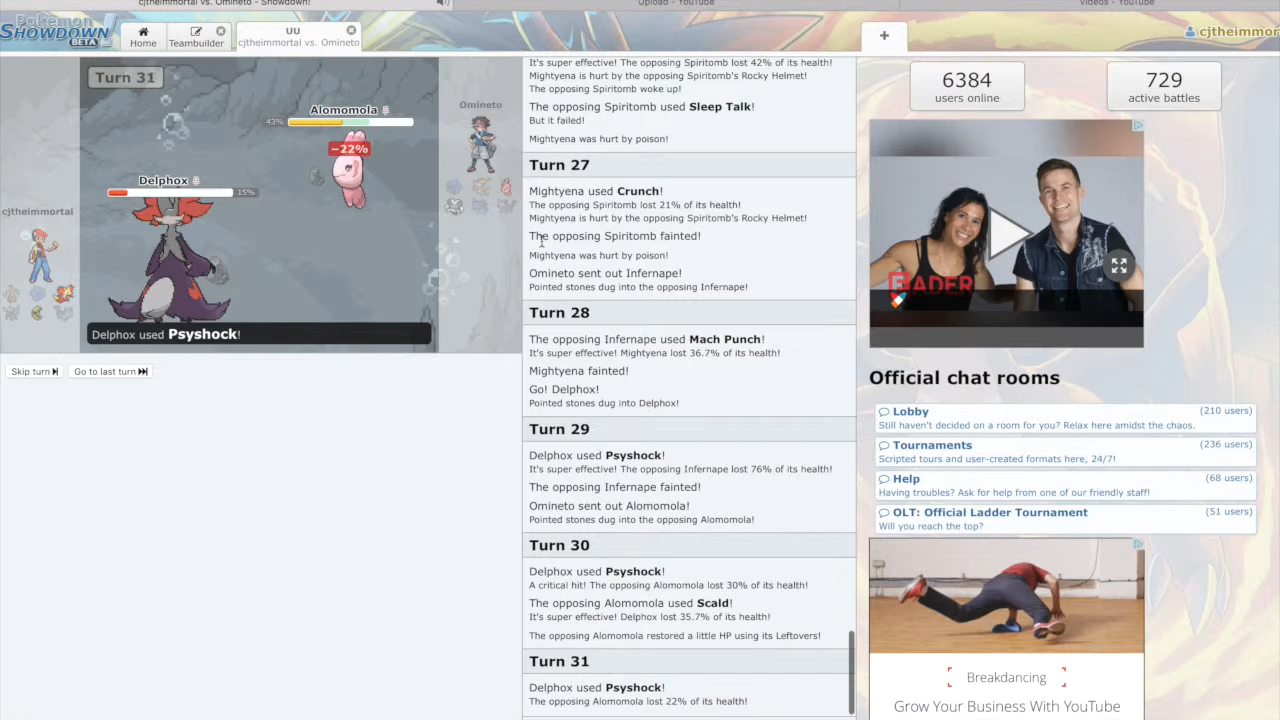 cjtheimmortal vs. Omineto - Showdown!
Upload - YouTube
Videos - YouTube
Pokémon
SHOWDOWN!
BETA
Home
Teambuilder
UU
cjtheimmortal vs. Omineto
+
cjtheimmor
Turn 31
Alomomola
43%
−22%
Delphox
15%
cjtheimmortal
Omineto
Delphox used Psyshock!
Skip turn
Go to last turn
It's super effective! The opposing Spiritomb lost 42% of its health!
Mightyena is hurt by the opposing Spiritomb's Rocky Helmet!
The opposing Spiritomb woke up!
The opposing Spiritomb used Sleep Talk!
But it failed!
Mightyena was hurt by poison!
Turn 27
Mightyena used Crunch!
The opposing Spiritomb lost 21% of its health!
Mightyena is hurt by the opposing Spiritomb's Rocky Helmet!
The opposing Spiritomb fainted!
Mightyena was hurt by poison!
Omineto sent out Infernape!
Pointed stones dug into the opposing Infernape!
Turn 28
The opposing Infernape used Mach Punch!
It's super effective! Mightyena lost 36.7% of its health!
Mightyena fainted!
Go! Delphox!
Pointed stones dug into Delphox!
Turn 29
Delphox used Psyshock!
It's super effective! The opposing Infernape lost 76% of its health!
The opposing Infernape fainted!
Omineto sent out Alomomola!
Pointed stones dug into the opposing Alomomola!
Turn 30
Delphox used Psyshock!
A critical hit! The opposing Alomomola lost 30% of its health!
The opposing Alomomola used Scald!
It's super effective! Delphox lost 35.7% of its health!
The opposing Alomomola restored a little HP using its Leftovers!
Turn 31
Delphox used Psyshock!
The opposing Alomomola lost 22% of its health!
6384
users online
729
active battles
BADER
Official chat rooms
Lobby
(210 users)
Still haven't decided on a room for you? Relax here amidst the chaos.
Tournaments
(236 users)
Scripted tours and user-created formats here, 24/7!
Help
(68 users)
Having troubles? Ask for help from one of our friendly staff!
OLT: Official Ladder Tournament
(51 users)
Will you reach the top?
Breakdancing
Grow Your Business With YouTube